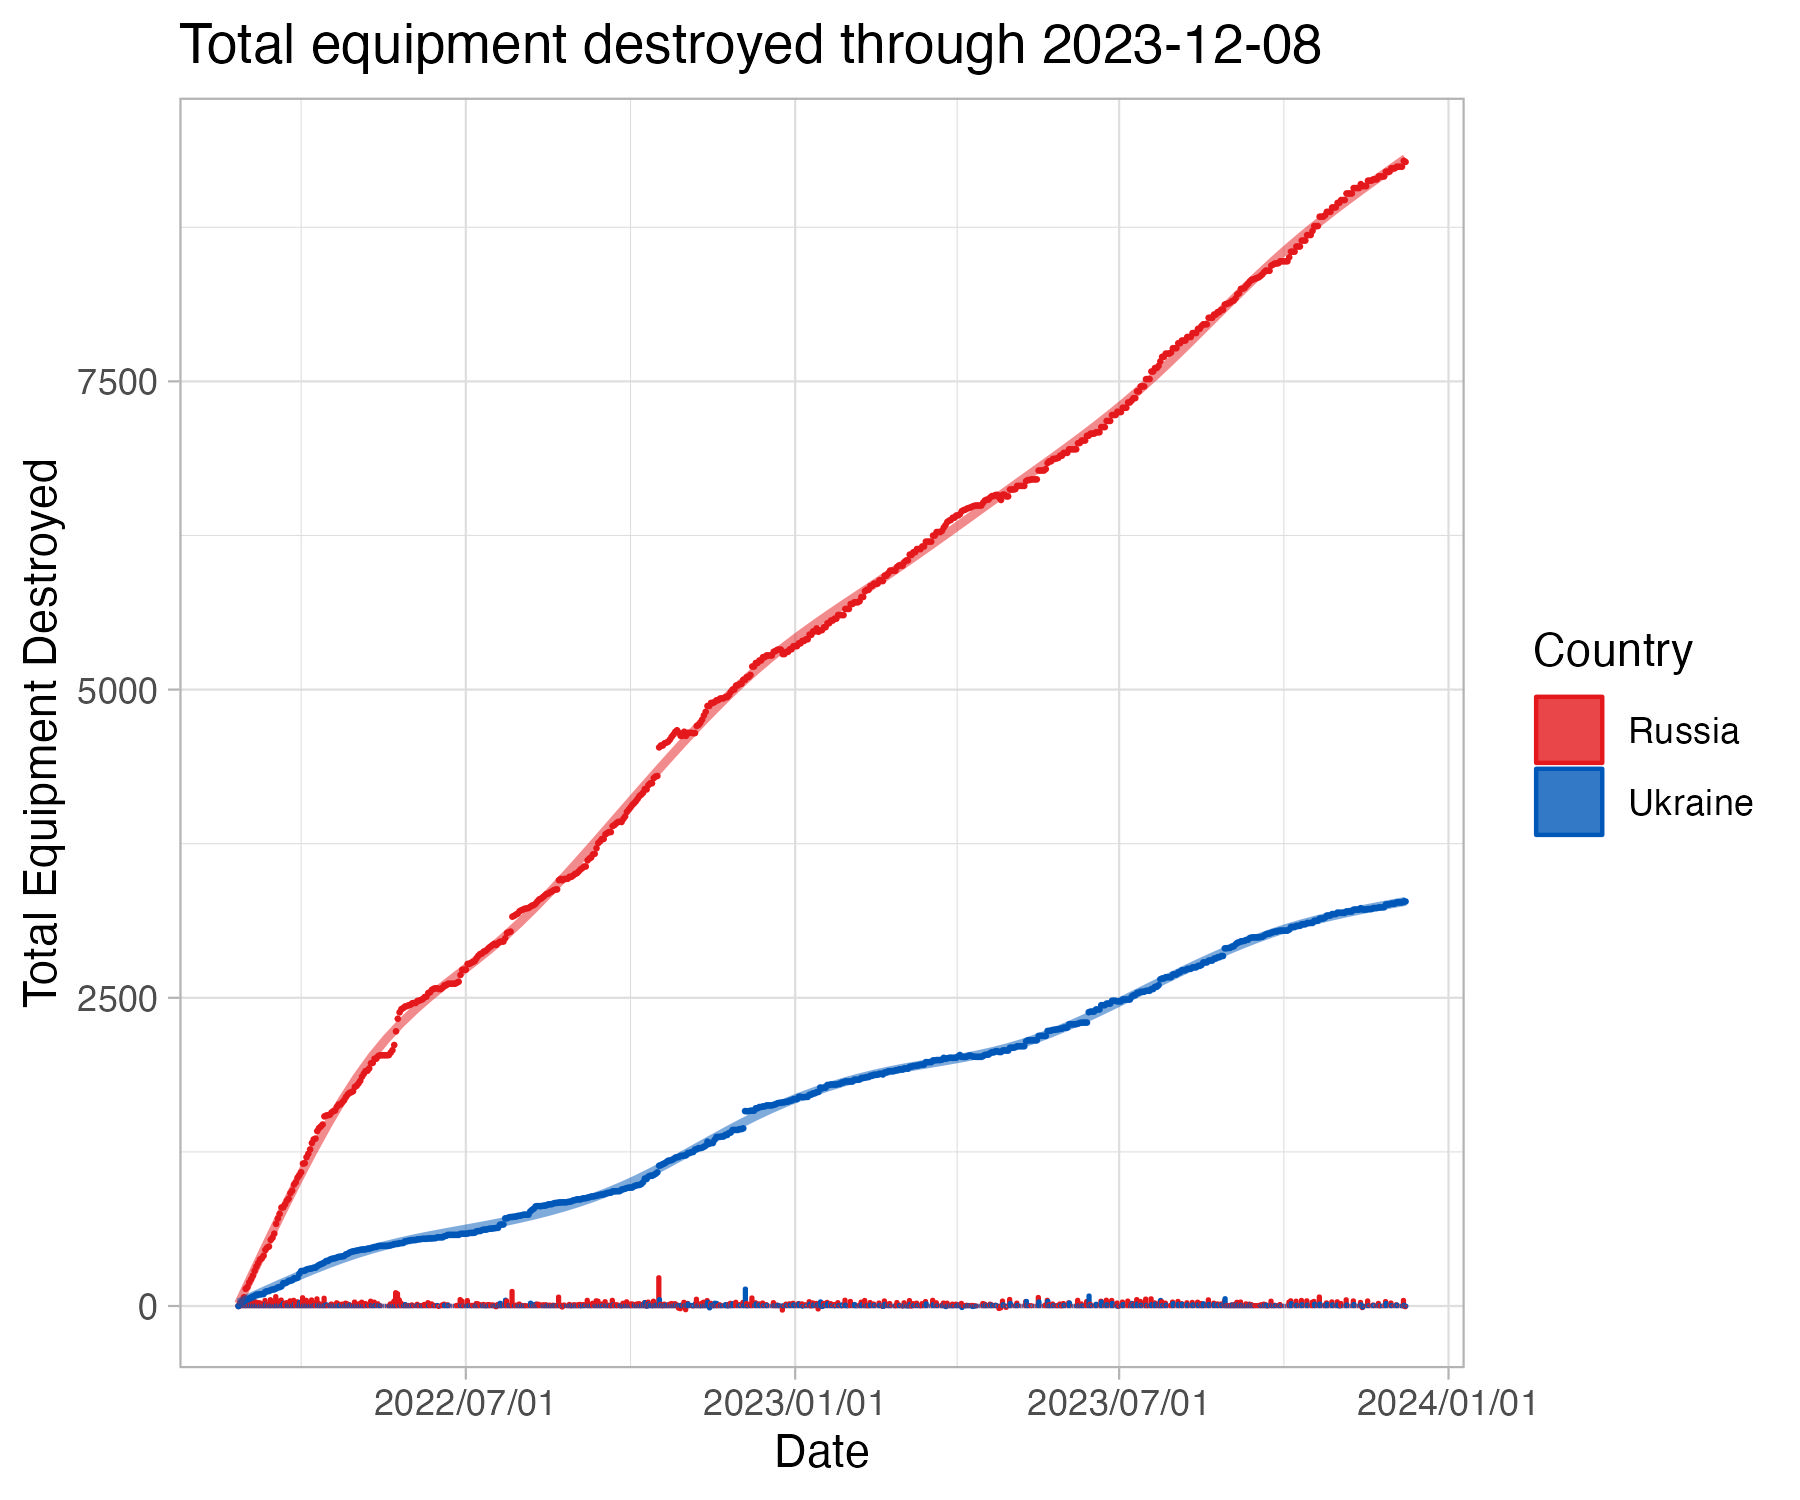 Total equipment destroyed through 2023-12-08
Total Equipment Destroyed
7500
5000
2500
0
2022/07/01
2023/01/01
2023/07/01
2024/01/01
Date
Country
Russia
Ukraine